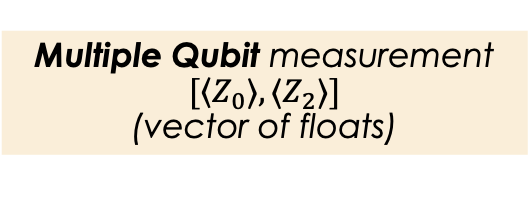 Multiple Qubit measurement
[⟨Z₀⟩, ⟨Z₂⟩]
(vector of floats)